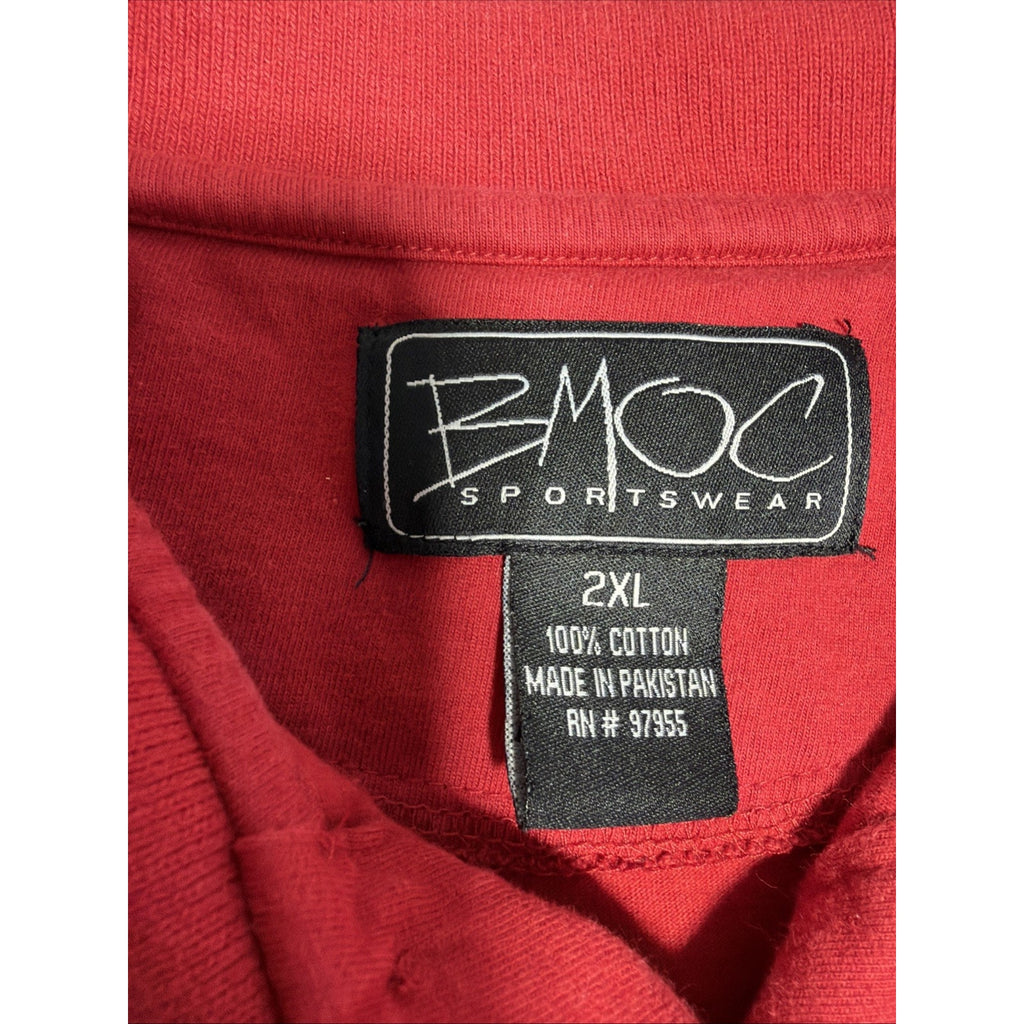 BMOC
SPORTSWEAR
2XL
100% COTTON
MADE IN PAKISTAN
RN # 97955